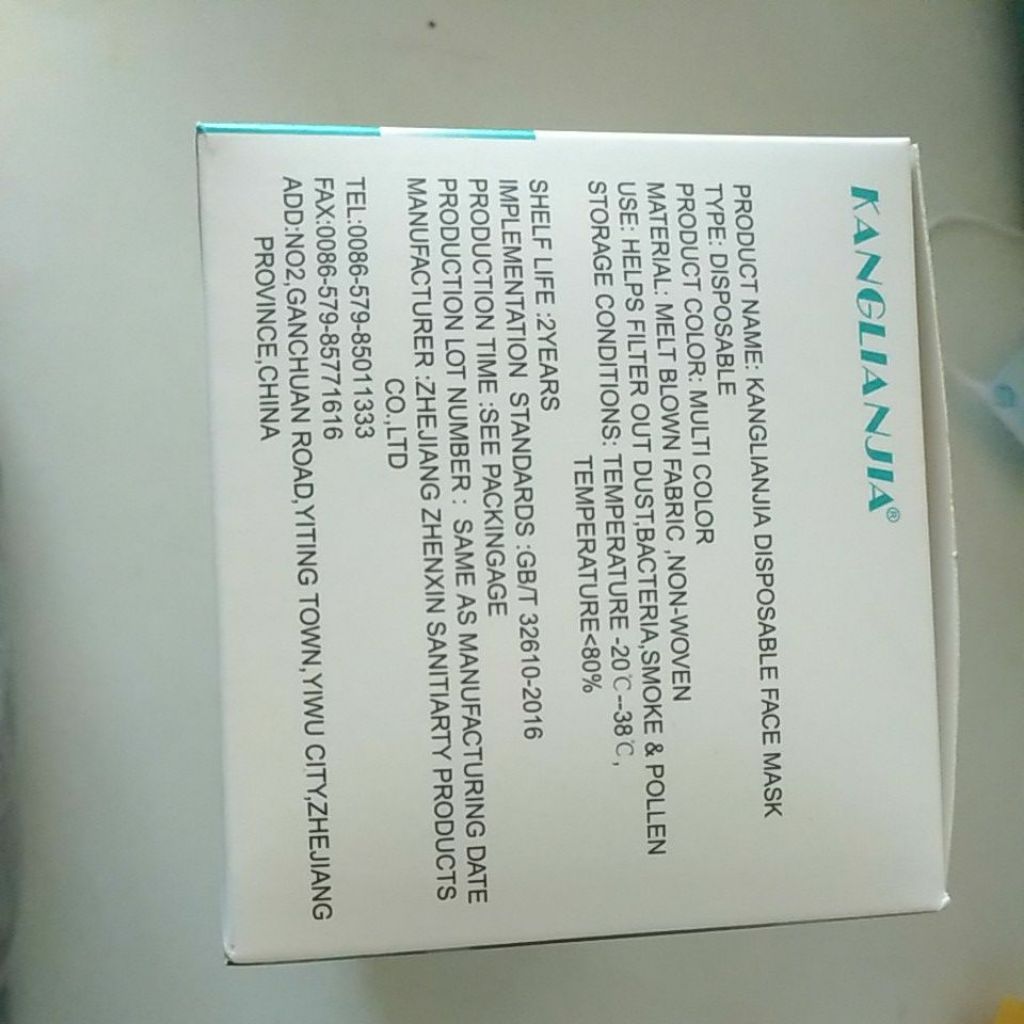 KANGLIANJIA®
PRODUCT NAME: KANGLIANJIA DISPOSABLE FACE MASK
TYPE: DISPOSABLE
PRODUCT COLOR: MULTI COLOR
MATERIAL: MELT BLOWN FABRIC ,NON-WOVEN
USE: HELPS FILTER OUT DUST,BACTERIA,SMOKE & POLLEN
STORAGE CONDITIONS: TEMPERATURE -20℃--38℃,
TEMPERATURE<80%
SHELF LIFE :2YEARS
IMPLEMENTATION STANDARDS :GB/T 32610-2016
PRODUCTION TIME :SEE PACKINGAGE
PRODUCTION LOT NUMBER : SAME AS MANUFACTURING DATE
MANUFACTURER :ZHEJIANG ZHENXIN SANITIARTY PRODUCTS
CO.,LTD
TEL:0086-579-85011333
FAX:0086-579-85771616
ADD:NO2,GANCHUAN ROAD,YITING TOWN,YIWU CITY,ZHEJIANG
PROVINCE,CHINA